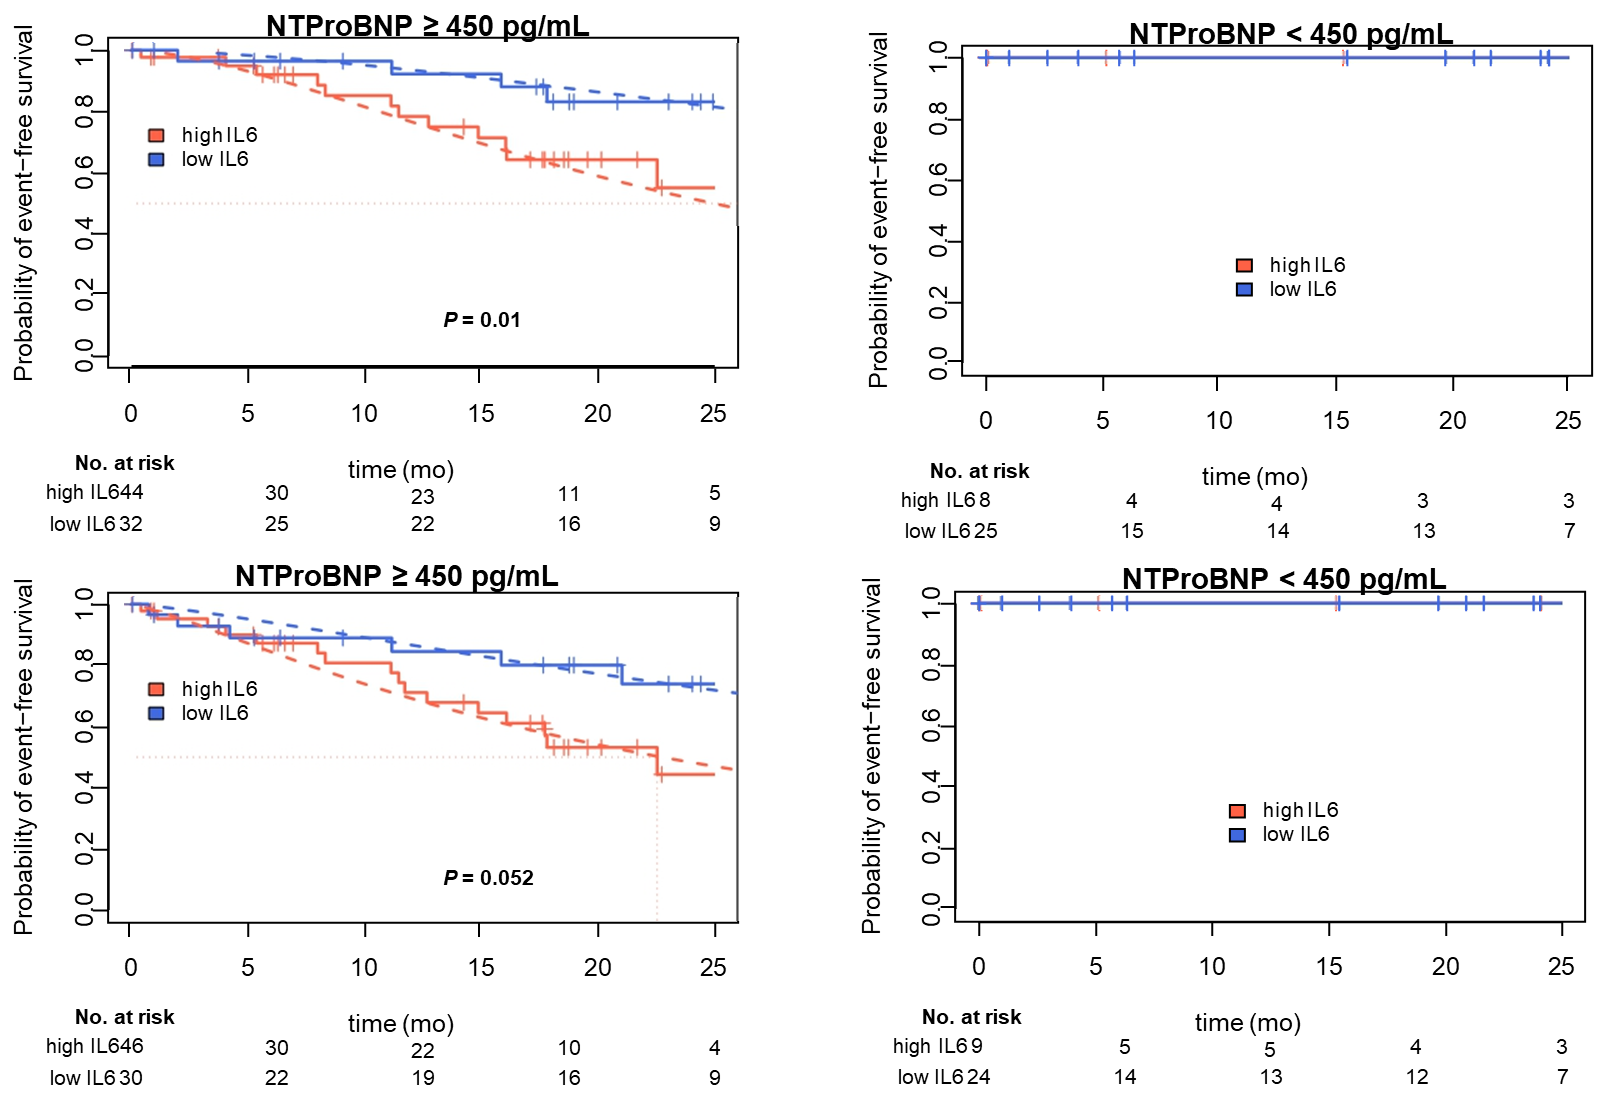 NTProBNP ≥ 450 pg/mL
Probability of event−free survival
1.0
0.8
0.6
0.4
0.2
0.0
high IL6
low IL6
P = 0.01
0 5 10 15 20 25
time (mo)
No. at risk
high IL6 44 30 23 11 5
low IL6 32 25 22 16 9
NTProBNP < 450 pg/mL
Probability of event−free survival
1.0
0.8
0.6
0.4
0.2
0.0
high IL6
low IL6
0 5 10 15 20 25
time (mo)
No. at risk
high IL6 8 4 4 3 3
low IL6 25 15 14 13 7
NTProBNP ≥ 450 pg/mL
Probability of event−free survival
1.0
0.8
0.6
0.4
0.2
0.0
high IL6
low IL6
P = 0.052
0 5 10 15 20 25
time (mo)
No. at risk
high IL6 46 30 22 10 4
low IL6 30 22 19 16 9
NTProBNP < 450 pg/mL
Probability of event−free survival
1.0
0.8
0.6
0.4
0.2
0.0
high IL6
low IL6
0 5 10 15 20 25
time (mo)
No. at risk
high IL6 9 5 5 4 3
low IL6 24 14 13 12 7